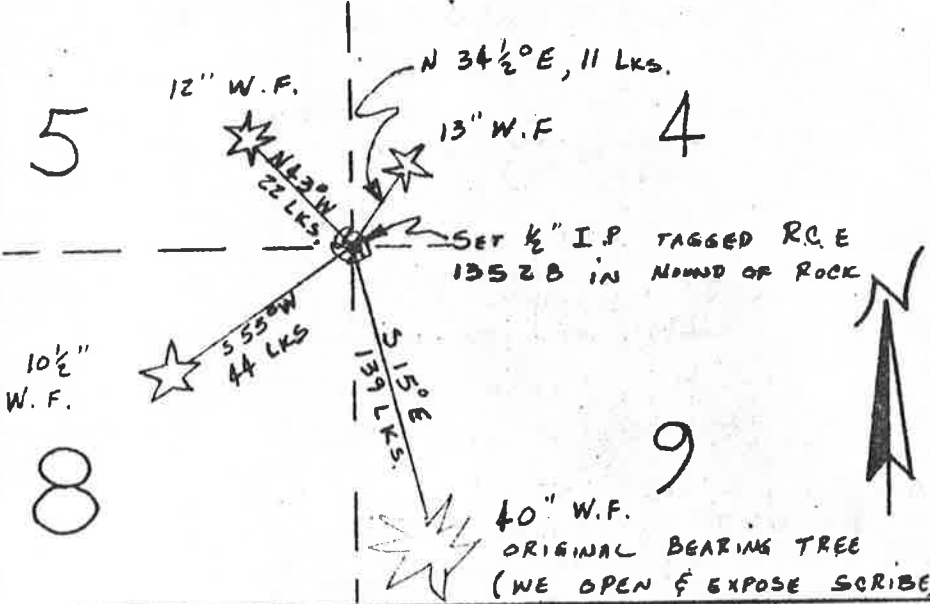 N 34½° E, 11 LKS.
12" W.F.
5
13" W.F
4
N43°W
22 LKS.
SET ½" I.P TAGGED R.C.E
13528 IN MOUND OF ROCK
S 55° W
44 LKS
S 15° E
139 LKS.
10½"
W.F.
N
8
9
40" W.F.
ORIGINAL BEARING TREE
(WE OPEN & EXPOSE SCRIBE